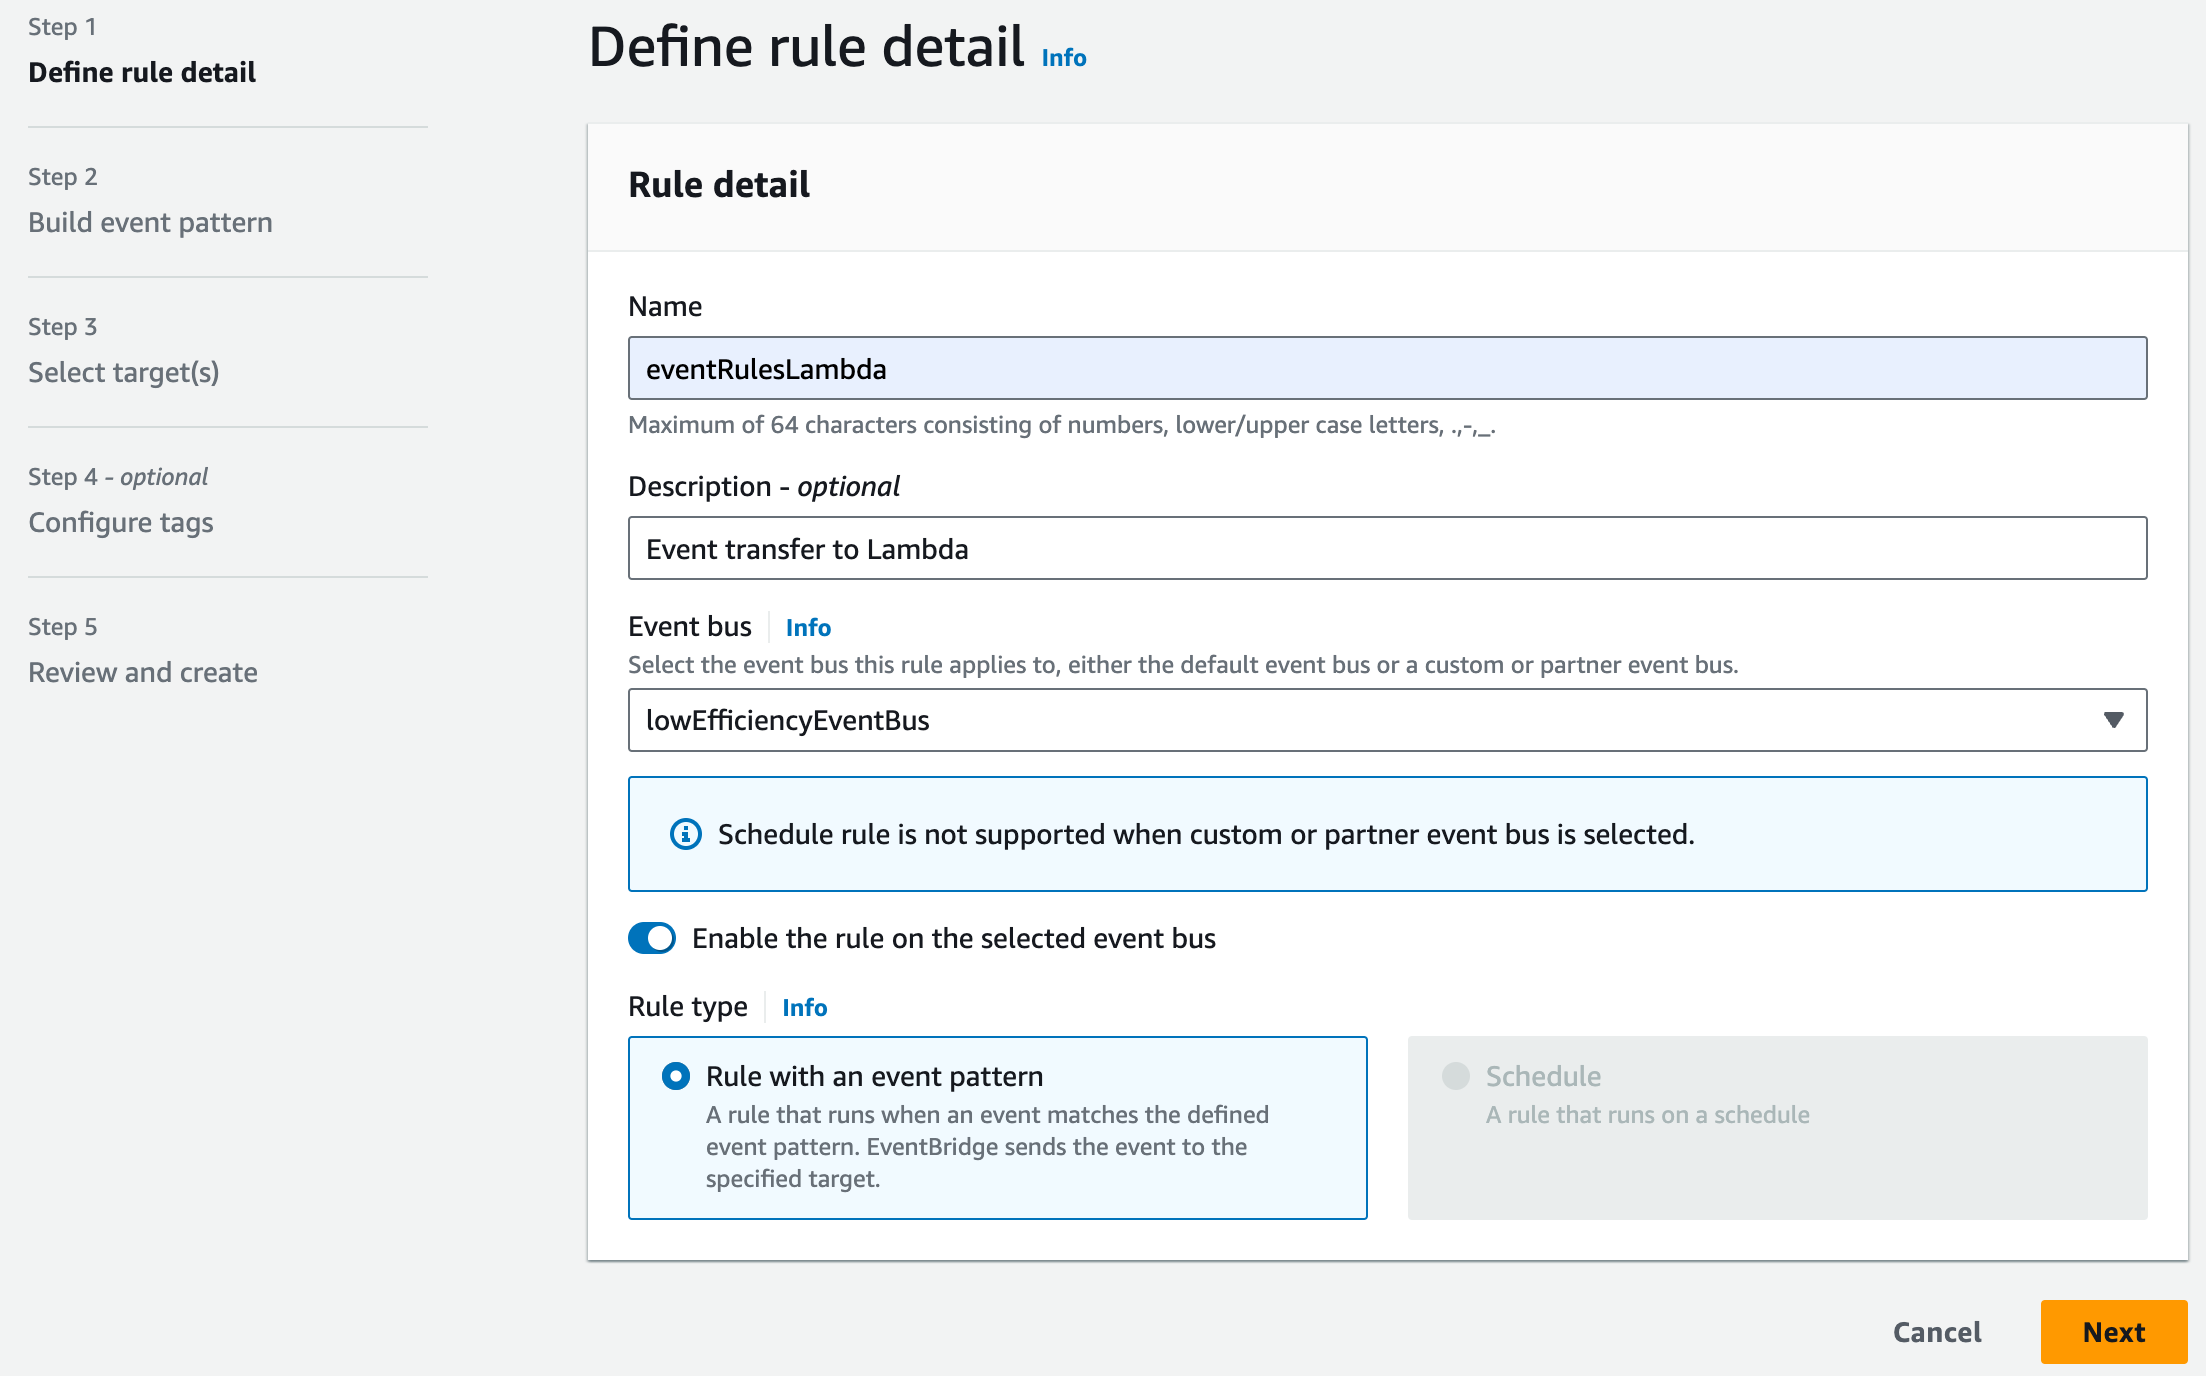 Step 1
Define rule detail
Step 2
Build event pattern
Step 3
Select target(s)
Step 4 - optional
Configure tags
Step 5
Review and create
Define rule detail Info
Rule detail
Name
eventRulesLambda
Maximum of 64 characters consisting of numbers, lower/upper case letters, .,-,_.
Description - optional
Event transfer to Lambda
Event bus Info
Select the event bus this rule applies to, either the default event bus or a custom or partner event bus.
lowEfficiencyEventBus
Schedule rule is not supported when custom or partner event bus is selected.
Enable the rule on the selected event bus
Rule type Info
Rule with an event pattern
A rule that runs when an event matches the defined
event pattern. EventBridge sends the event to the
specified target.
Schedule
A rule that runs on a schedule
Cancel Next